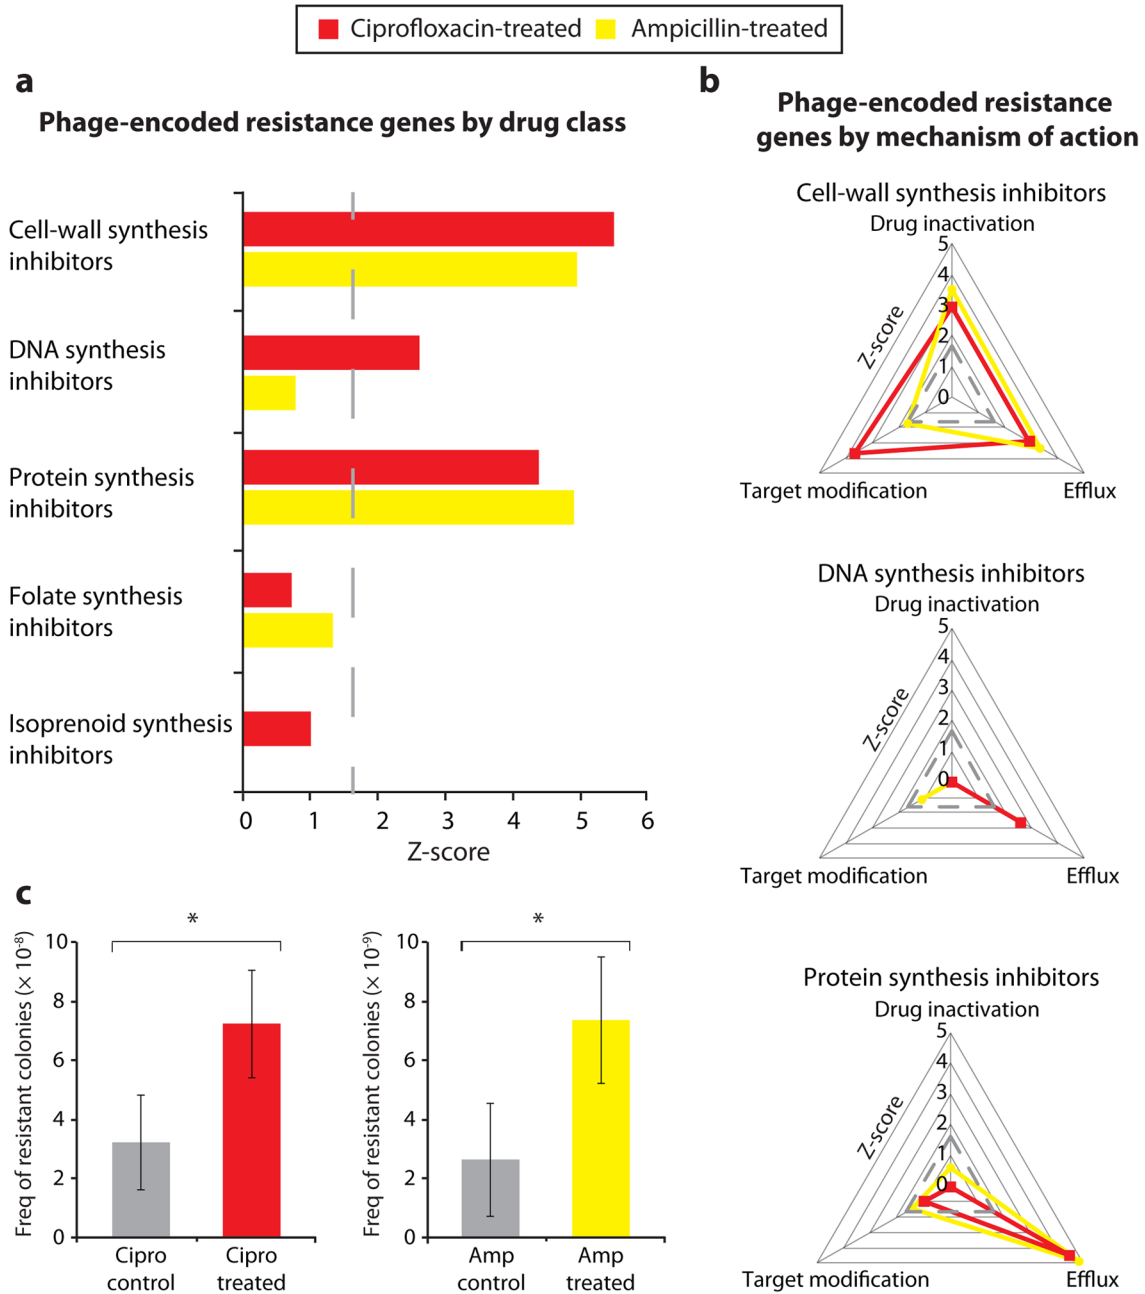 Ciprofloxacin-treated Ampicillin-treated
a
Phage-encoded resistance genes by drug class
Cell-wall synthesis
inhibitors
DNA synthesis
inhibitors
Protein synthesis
inhibitors
Folate synthesis
inhibitors
Isoprenoid synthesis
inhibitors
0 1 2 3 4 5 6
Z-score
b
Phage-encoded resistance
genes by mechanism of action
Cell-wall synthesis inhibitors
Drug inactivation
5
4
3
2
1
0
Z-score
Target modification Efflux
DNA synthesis inhibitors
Drug inactivation
5
4
3
2
1
0
Z-score
Target modification Efflux
Protein synthesis inhibitors
Drug inactivation
5
4
3
2
1
0
Z-score
Target modification Efflux
c
Freq of resistant colonies (× 10⁻⁸)
10
8
6
4
2
0
*
Cipro
control
Cipro
treated
Freq of resistant colonies (× 10⁻⁹)
10
8
6
4
2
0
*
Amp
control
Amp
treated